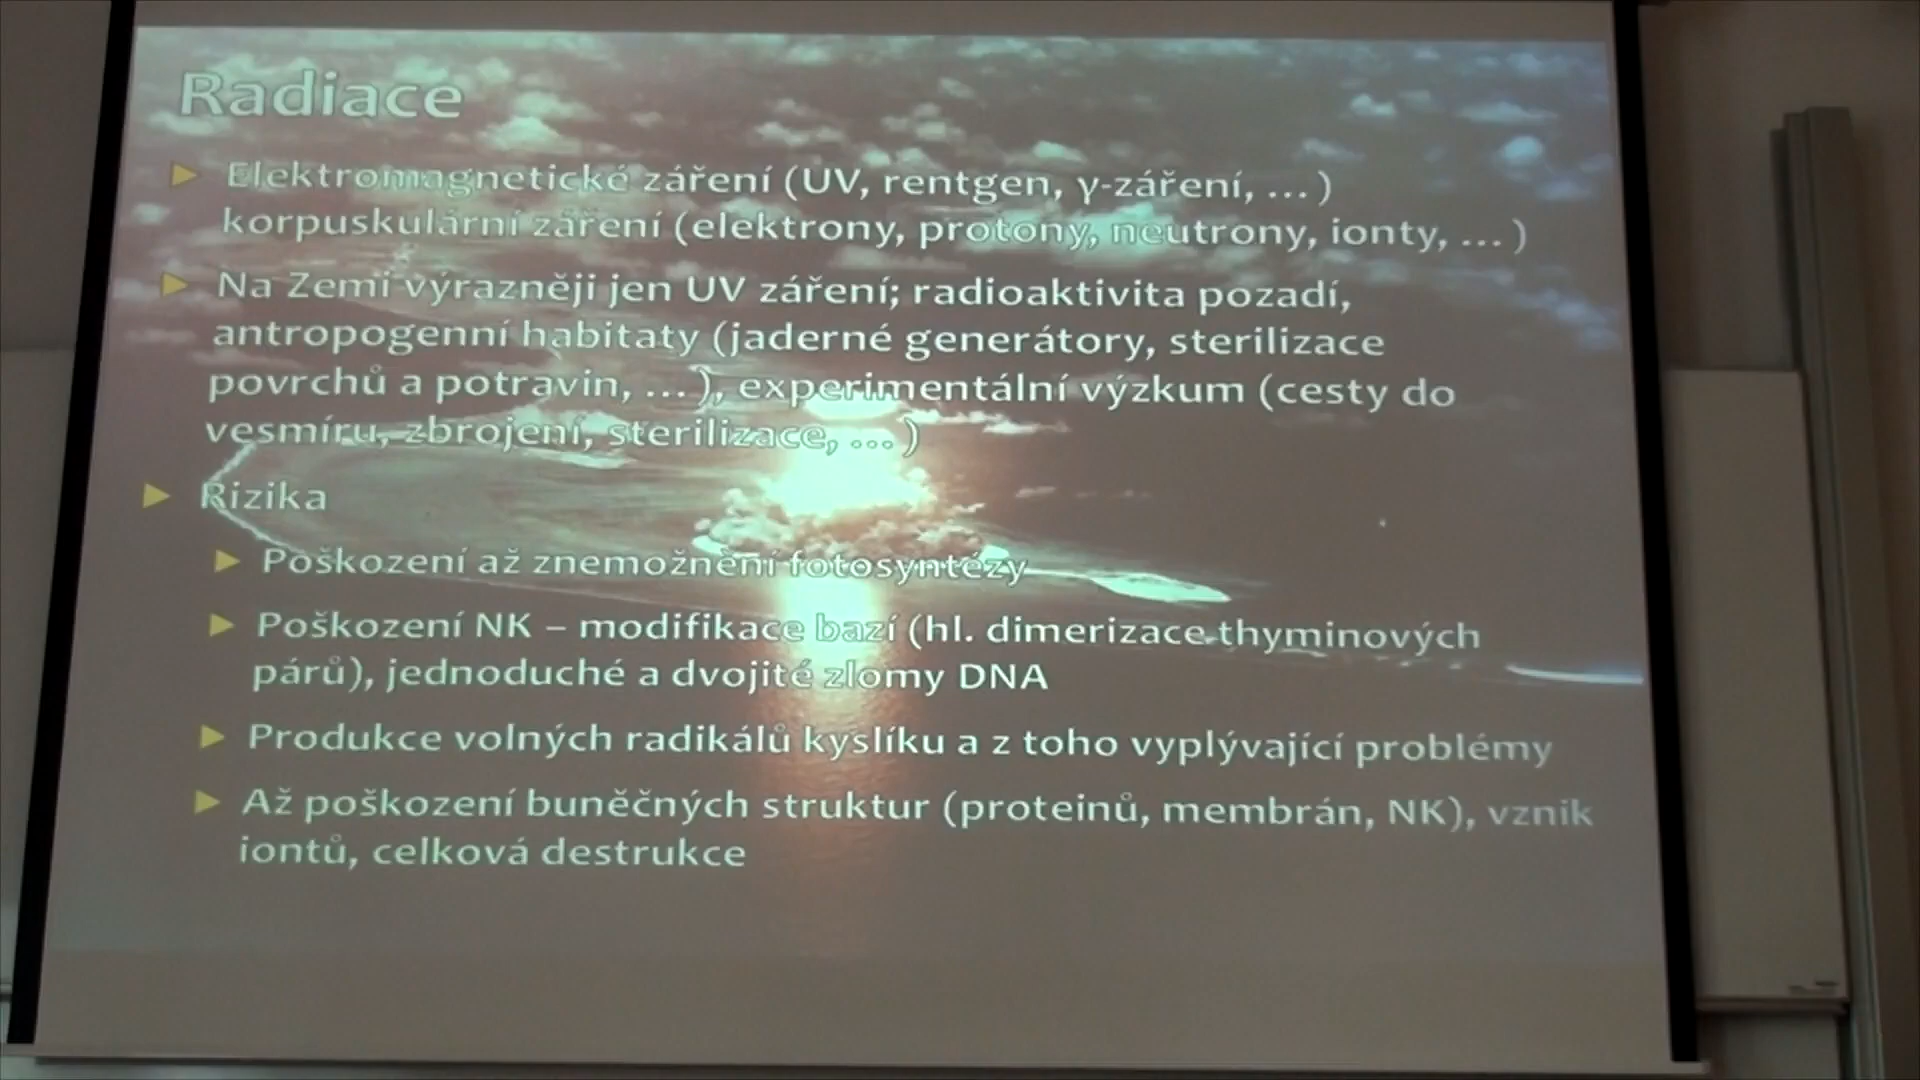 Radiace
Elektromagnetické záření (UV, rentgen, γ-záření, ... )
korpuskulární záření (elektrony, protony, neutrony, ionty, ... )
Na Zemi výrazněji jen UV záření; radioaktivita pozadí,
antropogenní habitaty (jaderné generátory, sterilizace
povrchů a potravin, ... ), experimentální výzkum (cesty do
vesmíru, zbrojení, sterilizace, ... )
Rizika
Poškození až znemožnění fotosyntézy
Poškození NK – modifikace bazí (hl. dimerizace thyminových
párů), jednoduché a dvojité zlomy DNA
Produkce volných radikálů kyslíku a z toho vyplývající problémy
Až poškození buněčných struktur (proteinů, membrán, NK), vznik
iontů, celková destrukce